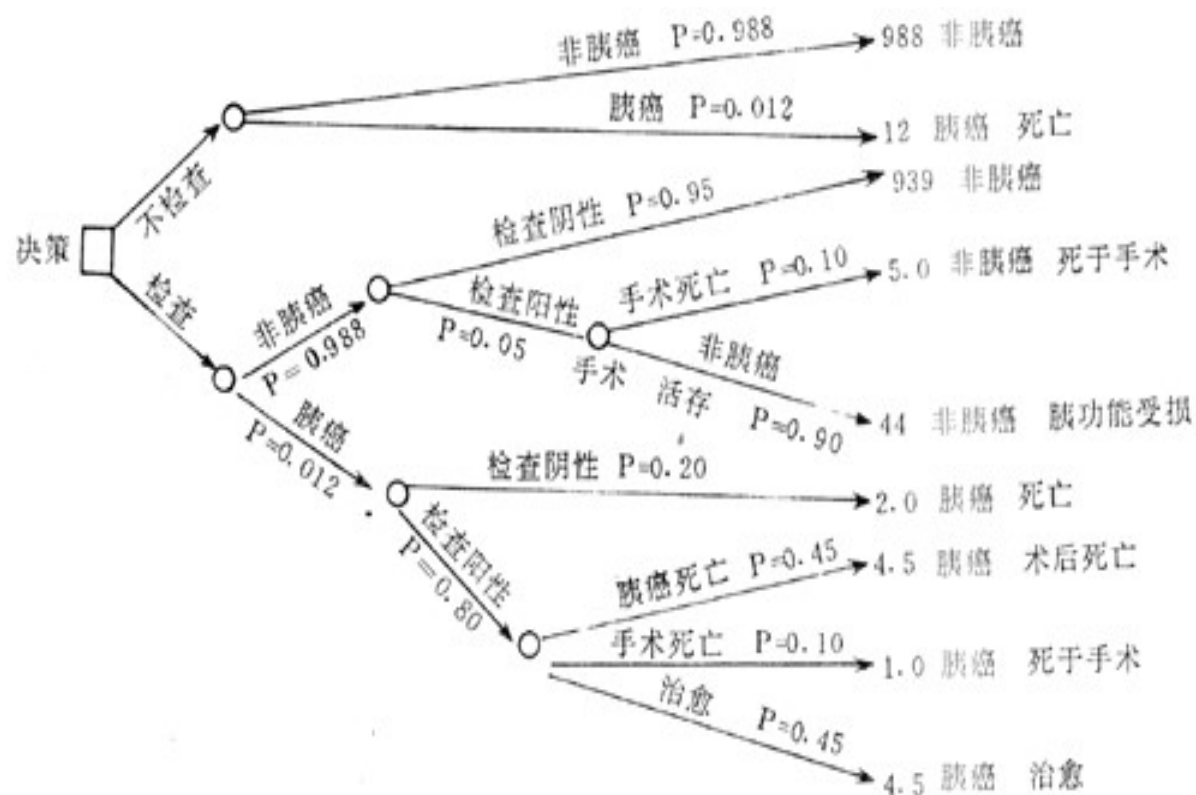 非胰癌 P=0.988
988 非胰癌
胰癌 P=0.012
12 胰癌 死亡
不检查
决策
检查
检查阴性 P=0.95
939 非胰癌
非胰癌
P=0.988
检查阳性
P=0.05
手术死亡 P=0.10
5.0 非胰癌 死于手术
手术 活存
非胰癌
P=0.90
44 非胰癌 胰功能受损
胰癌
P=0.012
检查阴性 P=0.20
2.0 胰癌 死亡
检查阳性
P=0.80
胰癌死亡 P=0.45
4.5 胰癌 术后死亡
手术死亡 P=0.10
1.0 胰癌 死于手术
治愈 P=0.45
4.5 胰癌 治愈